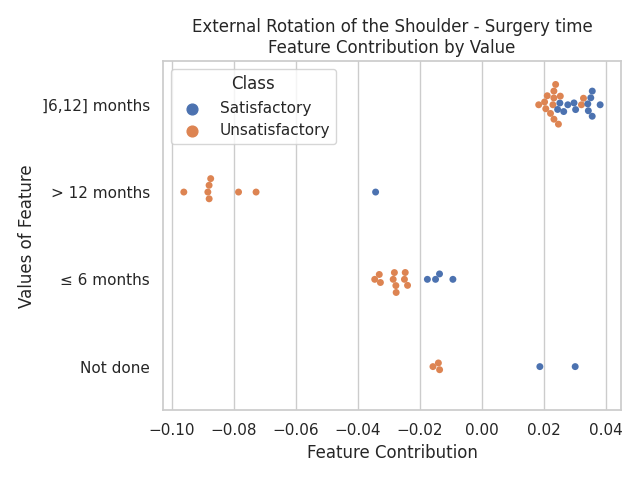 External Rotation of the Shoulder - Surgery time
Feature Contribution by Value
Class
Satisfactory
Unsatisfactory
]6,12] months
> 12 months
≤ 6 months
Not done
Values of Feature
−0.10 −0.08 −0.06 −0.04 −0.02 0.00 0.02 0.04
Feature Contribution